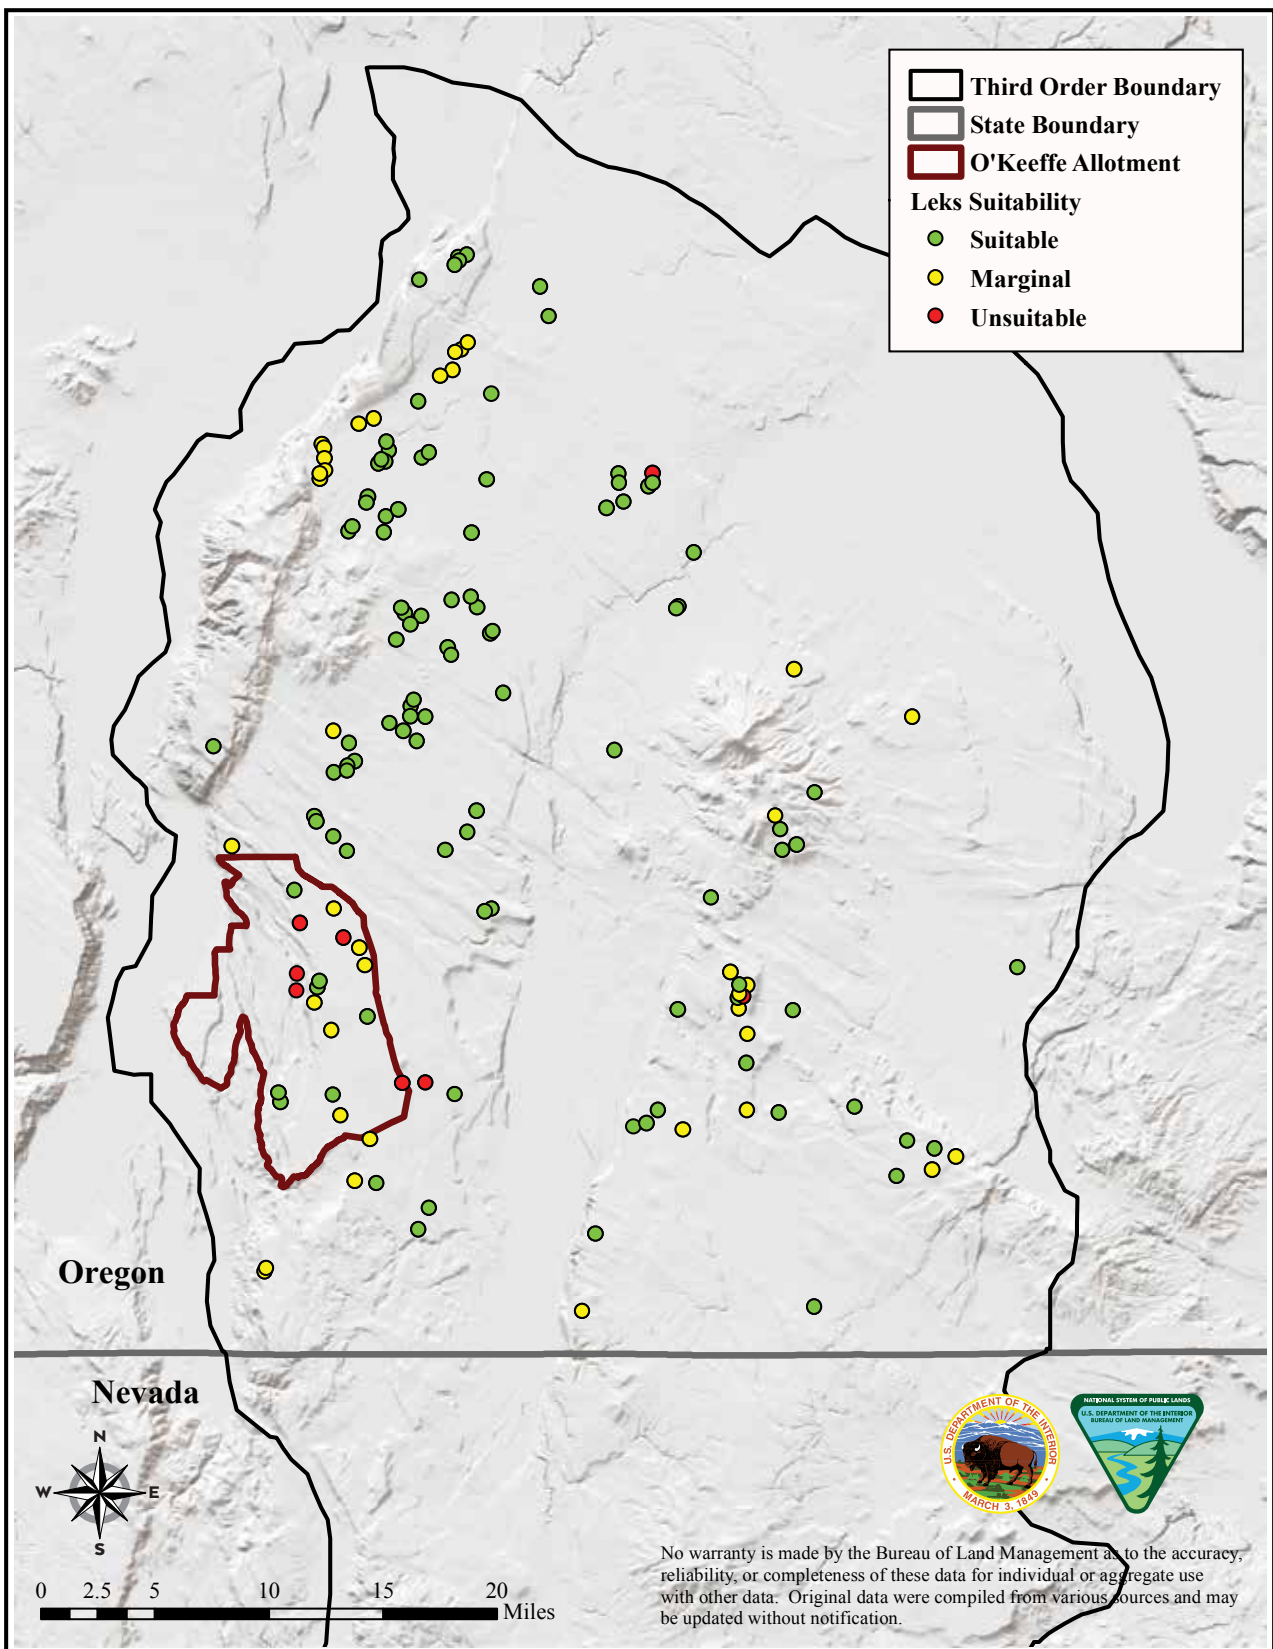 Third Order Boundary
State Boundary
O'Keeffe Allotment
Leks Suitability
Suitable
Marginal
Unsuitable
Oregon
Nevada
N
W E
S
0 2.5 5 10 15 20
Miles
U.S. DEPARTMENT OF THE INTERIOR
MARCH 3, 1849
NATIONAL SYSTEM OF PUBLIC LANDS
U.S. DEPARTMENT OF THE INTERIOR
BUREAU OF LAND MANAGEMENT
No warranty is made by the Bureau of Land Management as to the accuracy,
reliability, or completeness of these data for individual or aggregate use
with other data. Original data were compiled from various sources and may
be updated without notification.